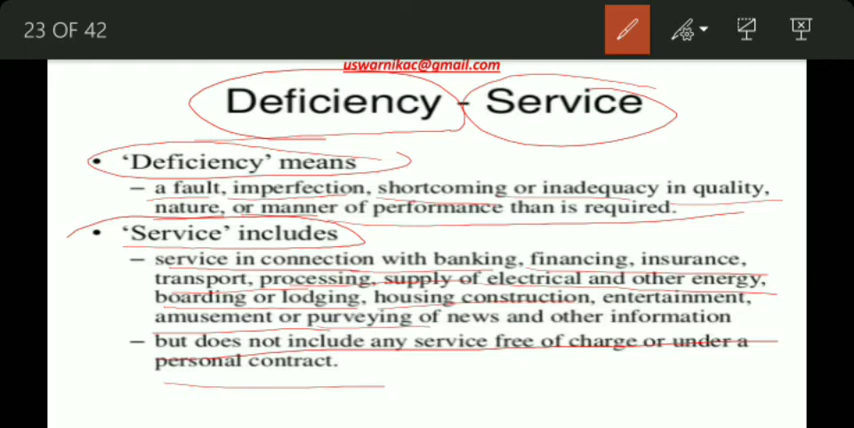 23 OF 42
uswarnikac@gmail.com
Deficiency - Service
• ‘Deficiency’ means
– a fault, imperfection, shortcoming or inadequacy in quality,
nature, or manner of performance than is required.
• ‘Service’ includes
– service in connection with banking, financing, insurance,
transport, processing, supply of electrical and other energy,
boarding or lodging, housing construction, entertainment,
amusement or purveying of news and other information
– but does not include any service free of charge or under a
personal contract.